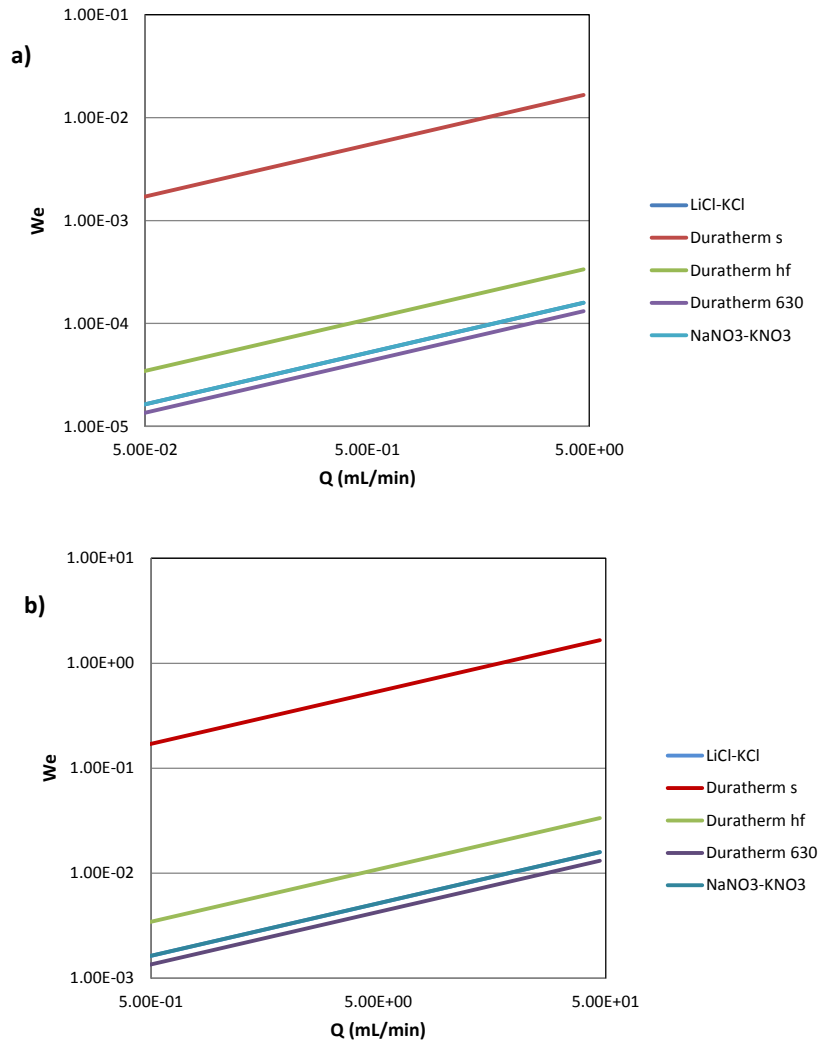 a)
1.00E-01
1.00E-02
1.00E-03
1.00E-04
1.00E-05
We
5.00E-02 5.00E-01 5.00E+00
Q (mL/min)
LiCl-KCl
Duratherm s
Duratherm hf
Duratherm 630
NaNO3-KNO3
b)
1.00E+01
1.00E+00
1.00E-01
1.00E-02
1.00E-03
We
5.00E-01 5.00E+00 5.00E+01
Q (mL/min)
LiCl-KCl
Duratherm s
Duratherm hf
Duratherm 630
NaNO3-KNO3